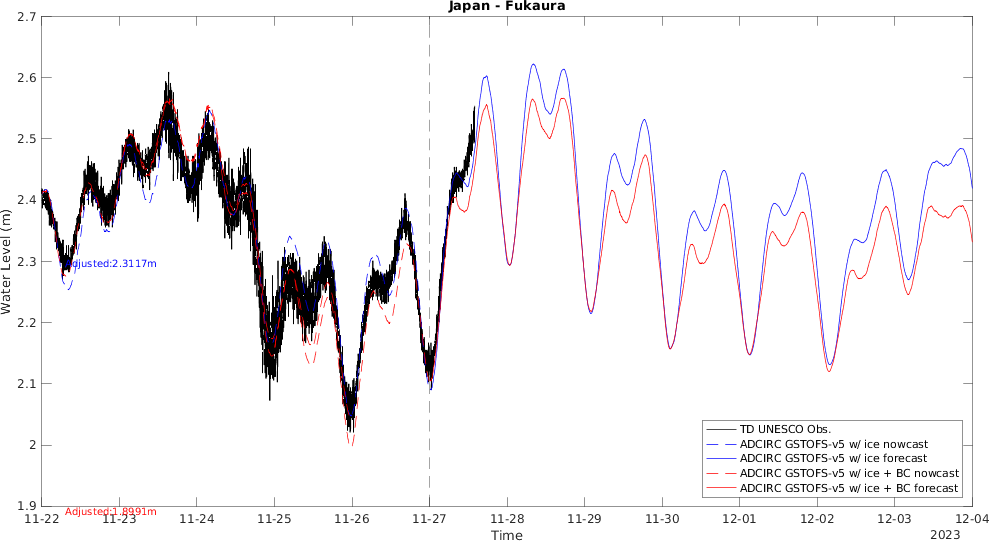 Japan - Fukaura
2.7
2.6
2.5
2.4
2.3
2.2
2.1
2
1.9
Water Level (m)
Adjusted:2.3117m
Adjusted:1.8991m
TD UNESCO Obs.
ADCIRC GSTOFS-v5 w/ ice nowcast
ADCIRC GSTOFS-v5 w/ ice forecast
ADCIRC GSTOFS-v5 w/ ice + BC nowcast
ADCIRC GSTOFS-v5 w/ ice + BC forecast
11-22 11-23 11-24 11-25 11-26 11-27 11-28 11-29 11-30 12-01 12-02 12-03 12-04
Time
2023